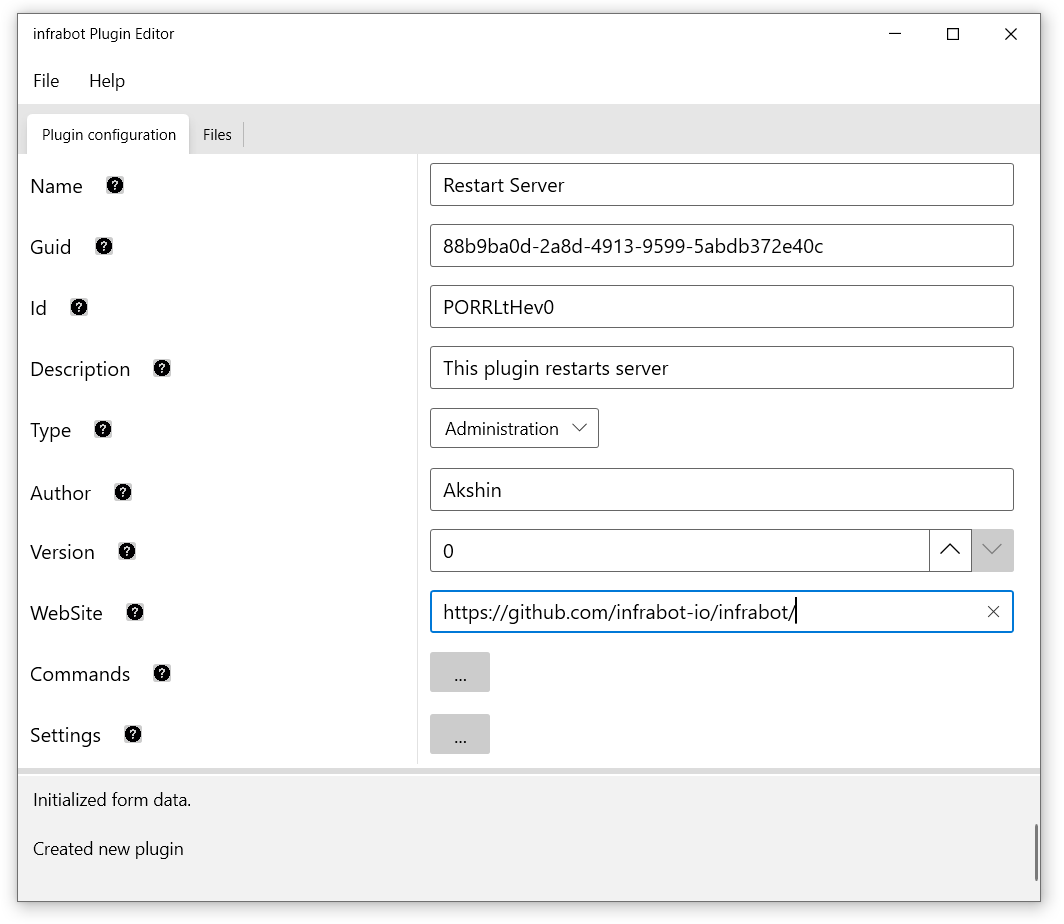 infrabot Plugin Editor
File Help
Plugin configuration Files
Name ? Restart Server
Guid ? 88b9ba0d-2a8d-4913-9599-5abdb372e40c
Id ? PORRLtHev0
Description ? This plugin restarts server
Type ? Administration
Author ? Akshin
Version ? 0
WebSite ? https://github.com/infrabot-io/infrabot/
Commands ? ...
Settings ? ...
Initialized form data.
Created new plugin